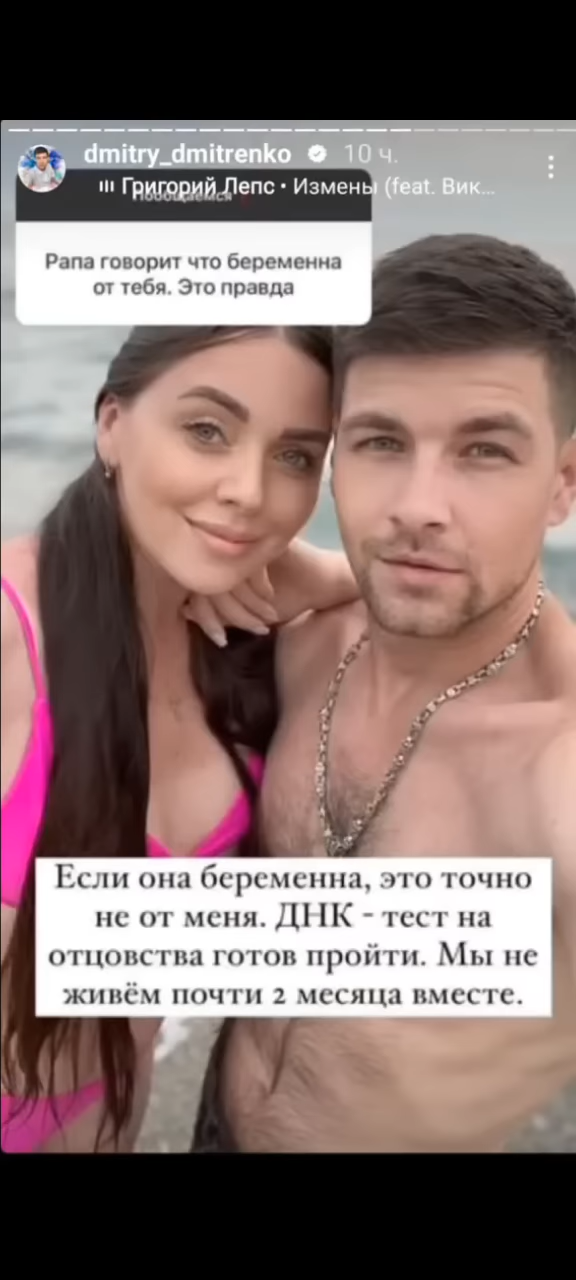 dmitry_dmitrenko 10 ч.
Григорий Лепс • Измены (feat. Вик...
Пообщаемся
Рапа говорит что беременна
от тебя. Это правда
Если она беременна, это точно
не от меня. ДНК - тест на
отцовства готов пройти. Мы не
живём почти 2 месяца вместе.